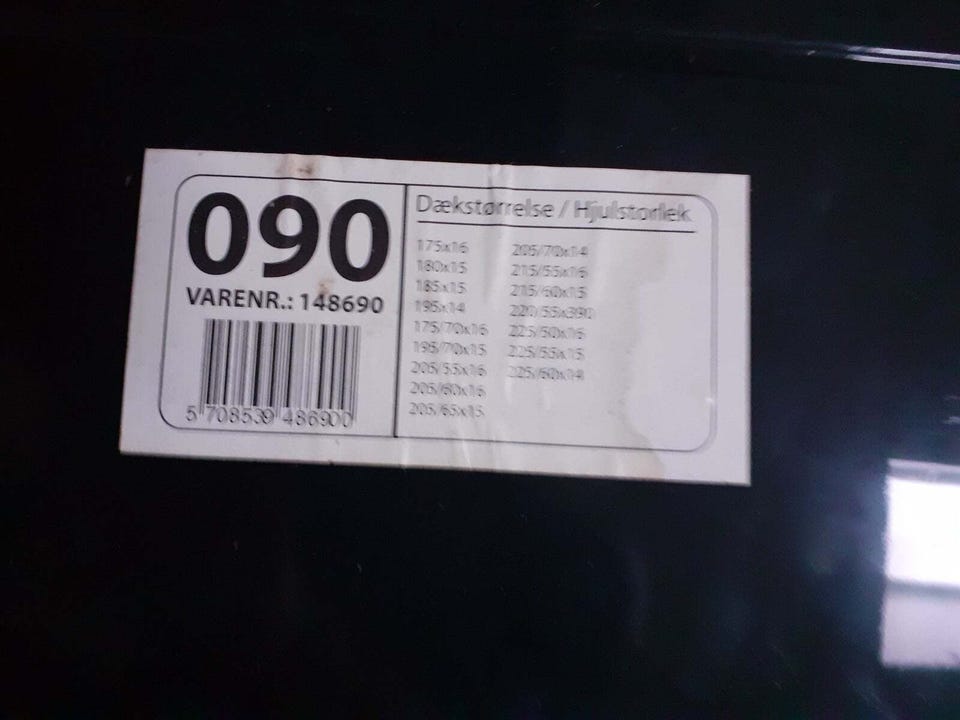 090
VARENR.: 148690
5 708539 486900
Dækstørrelse / Hjulstorlek
175x16
180x15
185x15
195x14
175/70x16
195/70x15
205/55x16
205/60x16
205/65x15
205/70x14
215/55x16
215/60x15
220/55x390
225/50x16
225/55x15
225/60x14